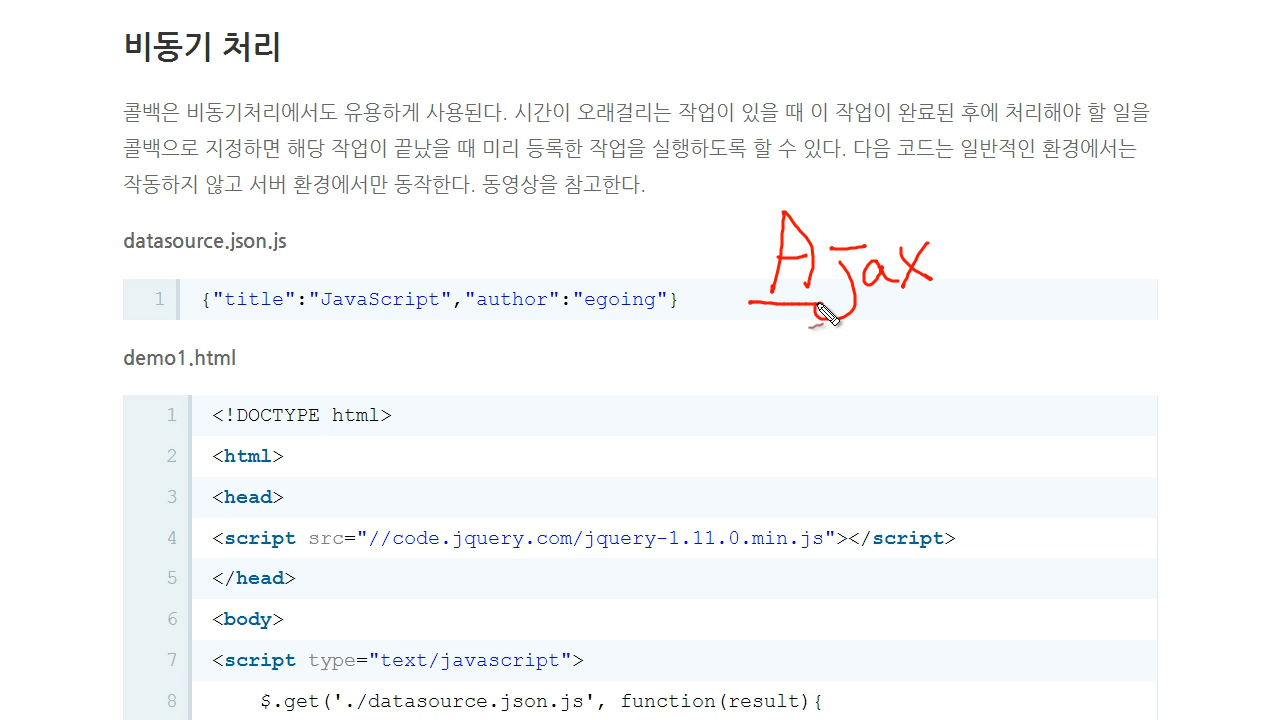 비동기 처리
콜백은 비동기처리에서도 유용하게 사용된다. 시간이 오래걸리는 작업이 있을 때 이 작업이 완료된 후에 처리해야 할 일을
콜백으로 지정하면 해당 작업이 끝났을 때 미리 등록한 작업을 실행하도록 할 수 있다. 다음 코드는 일반적인 환경에서는
작동하지 않고 서버 환경에서만 동작한다. 동영상을 참고한다.
datasource.json.js
Ajax
1 {"title":"JavaScript","author":"egoing"}
demo1.html
1 <!DOCTYPE html>
2 <html>
3 <head>
4 <script src="//code.jquery.com/jquery-1.11.0.min.js"></script>
5 </head>
6 <body>
7 <script type="text/javascript">
8 $.get('./datasource.json.js', function(result){